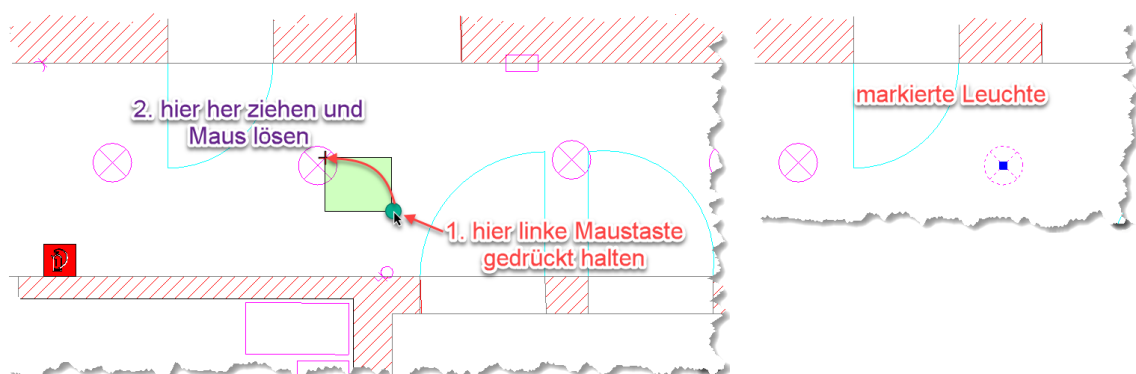 2. hier her ziehen und
Maus lösen
1. hier linke Maustaste
gedrückt halten
markierte Leuchte